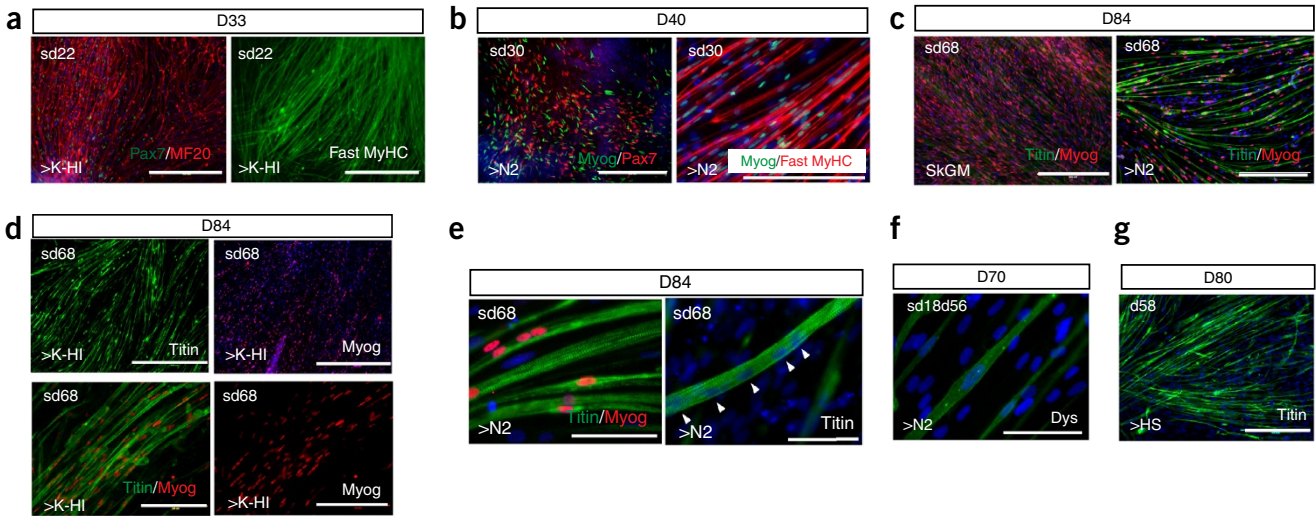 a
D33
sd22
Pax7/MF20
>K-HI
sd22
Fast MyHC
>K-HI
b
D40
sd30
Myog/Pax7
>N2
sd30
Myog/Fast MyHC
>N2
c
D84
sd68
Titin/Myog
SkGM
sd68
Titin/Myog
>N2
d
D84
sd68
>K-HI
Titin
sd68
>K-HI
Myog
sd68
Titin/Myog
>K-HI
sd68
Myog
>K-HI
e
D84
sd68
Titin/Myog
>N2
sd68
Titin
>N2
f
D70
sd18d56
Dys
>N2
g
D80
d58
Titin
>HS